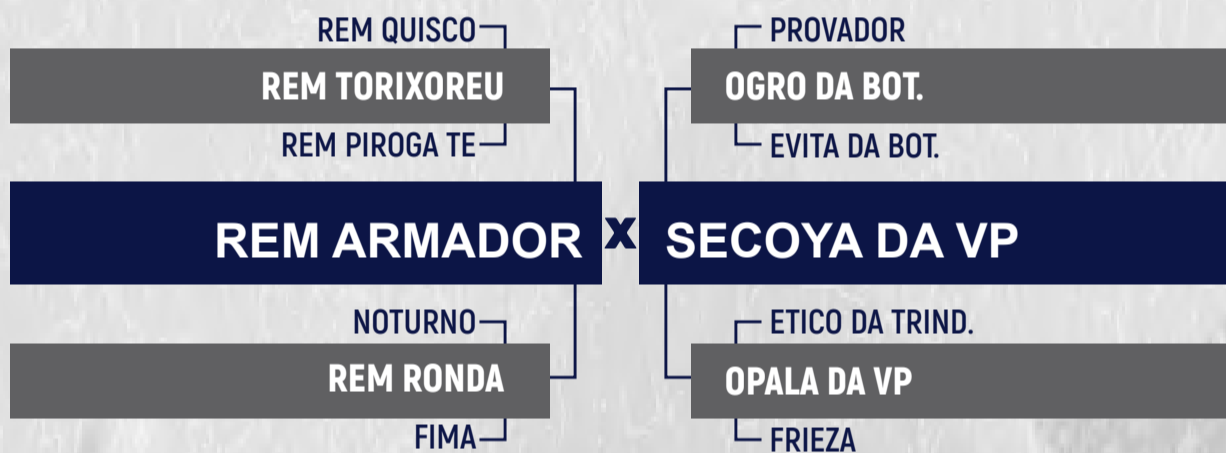 REM QUISCO
REM TORIXOREU
REM PIROGA TE
REM ARMADOR
NOTURNO
REM RONDA
FIMA
X
PROVADOR
OGRO DA BOT.
EVITA DA BOT.
SECOYA DA VP
ETICO DA TRIND.
OPALA DA VP
FRIEZA